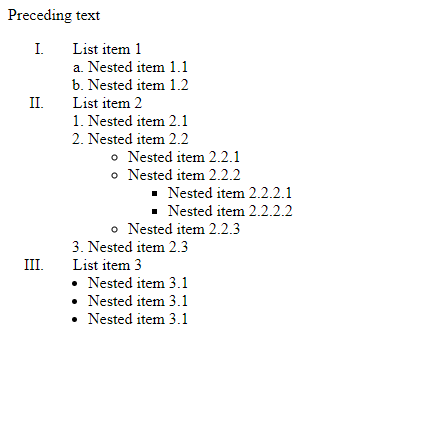 Preceding text
I. List item 1
a. Nested item 1.1
b. Nested item 1.2
II. List item 2
1. Nested item 2.1
2. Nested item 2.2
◦ Nested item 2.2.1
◦ Nested item 2.2.2
▪ Nested item 2.2.2.1
▪ Nested item 2.2.2.2
◦ Nested item 2.2.3
3. Nested item 2.3
III. List item 3
• Nested item 3.1
• Nested item 3.1
• Nested item 3.1